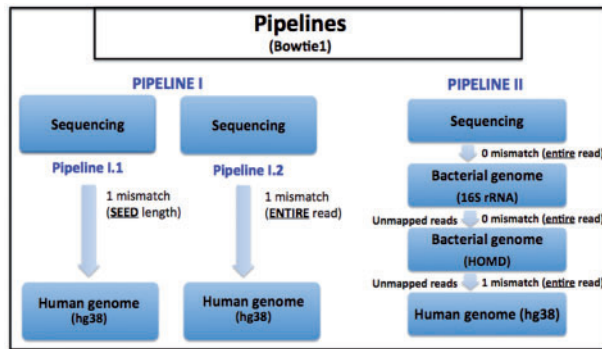 Pipelines
(Bowtie1)
PIPELINE I
Sequencing
Sequencing
Pipeline I.1
Pipeline I.2
1 mismatch
(SEED length)
1 mismatch
(ENTIRE read)
Human genome
(hg38)
Human genome
(hg38)
PIPELINE II
Sequencing
0 mismatch (entire read)
Bacterial genome
(16S rRNA)
Unmapped reads 0 mismatch (entire read)
Bacterial genome
(HOMD)
Unmapped reads 1 mismatch (entire read)
Human genome (hg38)